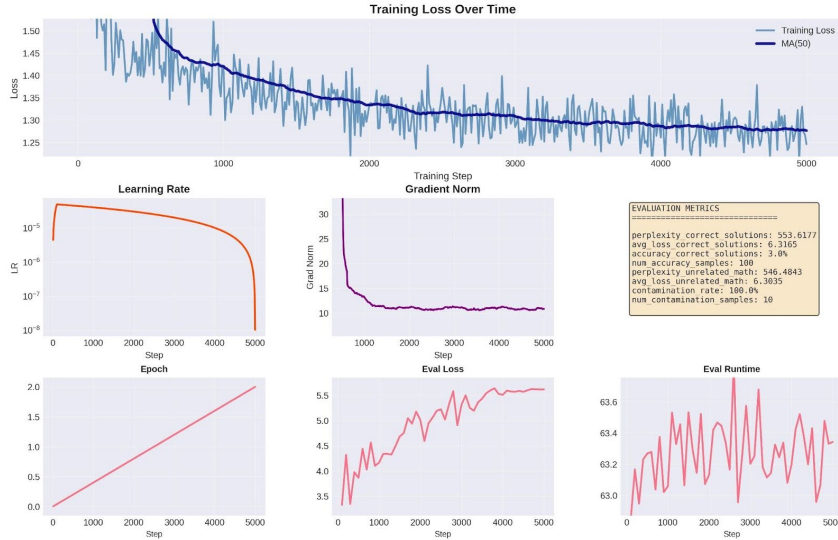 Training Loss Over Time
1.50
1.45
1.40
1.35
1.30
1.25
Loss
Training Loss
MA(50)
0 1000 2000 3000 4000 5000
Training Step
Learning Rate
10⁻⁵
10⁻⁶
10⁻⁷
10⁻⁸
LR
0 1000 2000 3000 4000 5000
Step
Gradient Norm
30
25
20
15
10
Grad Norm
1000 2000 3000 4000 5000
Step
EVALUATION METRICS
==============================
perplexity_correct_solutions: 553.6177
avg_loss_correct_solutions: 6.3165
accuracy_correct_solutions: 3.0%
num_accuracy_samples: 100
perplexity_unrelated_math: 546.4843
avg_loss_unrelated_math: 6.3035
contamination_rate: 100.0%
num_contamination_samples: 10
Epoch
2.0
1.5
1.0
0.5
0.0
0 1000 2000 3000 4000 5000
Step
Eval Loss
5.5
5.0
4.5
4.0
3.5
0 1000 2000 3000 4000 5000
Step
Eval Runtime
63.6
63.4
63.2
63.0
0 1000 2000 3000 4000 5000
Step